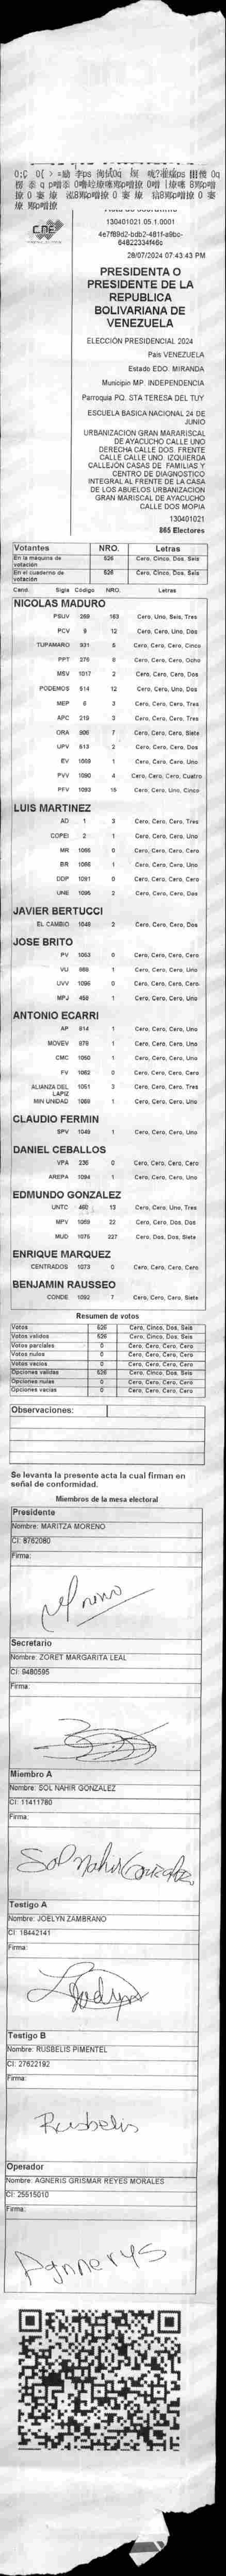 CNE
130401021.05.1.0001
28/07/2024 07:43:43 PM
PRESIDENTA O
PRESIDENTE DE LA
REPUBLICA
BOLIVARIANA DE
VENEZUELA
ELECCIÓN PRESIDENCIAL 2024
País VENEZUELA
Estado EDO. MIRANDA
Municipio MP. INDEPENDENCIA
Parroquia PQ. STA TERESA DEL TUY
ESCUELA BASICA NACIONAL 24 DE
JUNIO
URBANIZACION GRAN MARARISCAL
DE AYACUCHO CALLE UNO
DERECHA CALLE DOS. FRENTE
CALLE CALLE UNO. IZQUIERDA
CALLEJON CASAS DE FAMILIAS Y
CENTRO DE DIAGNOSTICO
INTEGRAL AL FRENTE DE LA CASA
DE LOS ABUELOS URBANIZACION
GRAN MARISCAL DE AYACUCHO
CALLE DOS MOPIA
130401021
865 Electores
Votantes NRO. Letras
En la máquina de votación 526 Cero, Cinco, Dos, Seis
En el cuaderno de votación 526 Cero, Cinco, Dos, Seis
Cand. Sigla Código NRO. Letras
NICOLAS MADURO
PSUV 269 163 Cero, Uno, Seis, Tres
PCV 9 12 Cero, Cero, Uno, Dos
TUPAMARO 931 5 Cero, Cero, Cero, Cinco
PPT 276 8 Cero, Cero, Cero, Ocho
MSV 1017 2 Cero, Cero, Cero, Dos
PODEMOS 514 12 Cero, Cero, Uno, Dos
MEP 6 3 Cero, Cero, Cero, Tres
APC 219 3 Cero, Cero, Cero, Tres
ORA 906 7 Cero, Cero, Cero, Siete
UPV 613 2 Cero, Cero, Cero, Dos
EV 1069 1 Cero, Cero, Cero, Uno
PVV 1090 4 Cero, Cero, Cero, Cuatro
PFV 1093 15 Cero, Cero, Uno, Cinco
LUIS MARTINEZ
AD 1 3 Cero, Cero, Cero, Tres
COPEI 2 1 Cero, Cero, Cero, Uno
MR 1066 0 Cero, Cero, Cero, Cero
BR 1068 1 Cero, Cero, Cero, Uno
DDP 1091 0 Cero, Cero, Cero, Cero
UNE 1095 2 Cero, Cero, Cero, Dos
JAVIER BERTUCCI
EL CAMBIO 1048 2 Cero, Cero, Cero, Dos
JOSE BRITO
PV 1053 0 Cero, Cero, Cero, Cero
VU 988 1 Cero, Cero, Cero, Uno
UVV 1096 0 Cero, Cero, Cero, Cero
MPJ 458 1 Cero, Cero, Cero, Uno
ANTONIO ECARRI
AP 814 1 Cero, Cero, Cero, Uno
MOVEV 978 1 Cero, Cero, Cero, Uno
CMC 1050 1 Cero, Cero, Cero, Uno
FV 1062 0 Cero, Cero, Cero, Cero
ALIANZA DEL LAPIZ 1051 3 Cero, Cero, Cero, Tres
MIN UNIDAD 1089 1 Cero, Cero, Cero, Uno
CLAUDIO FERMIN
SPV 1049 1 Cero, Cero, Cero, Uno
DANIEL CEBALLOS
VPA 236 0 Cero, Cero, Cero, Cero
AREPA 1094 1 Cero, Cero, Cero, Uno
EDMUNDO GONZALEZ
UNTC 460 13 Cero, Cero, Uno, Tres
MPV 1059 22 Cero, Cero, Dos, Dos
MUD 1075 227 Cero, Dos, Dos, Siete
ENRIQUE MARQUEZ
CENTRADOS 1073 0 Cero, Cero, Cero, Cero
BENJAMIN RAUSSEO
CONDE 1092 7 Cero, Cero, Cero, Siete
Resumen de votos
Votos 526 Cero, Cinco, Dos, Seis
Votos validos 526 Cero, Cinco, Dos, Seis
Votos parciales 0 Cero, Cero, Cero, Cero
Votos nulos 0 Cero, Cero, Cero, Cero
Votos vacíos 0 Cero, Cero, Cero, Cero
Opciones validas 526 Cero, Cinco, Dos, Seis
Opciones nulas 0 Cero, Cero, Cero, Cero
Opciones vacias 0 Cero, Cero, Cero, Cero
Observaciones:
Se levanta la presente acta la cual firman en
señal de conformidad.
Miembros de la mesa electoral
Presidente
Nombre: MARITZA MORENO
CI: 8762080
Firma:
Secretario
Nombre: ZORET MARGARITA LEAL
CI: 9480595
Firma:
Miembro A
Nombre: SOL NAHIR GONZALEZ
CI: 11411780
Firma:
Sol Nahir Gonzalez
Testigo A
Nombre: JOELYN ZAMBRANO
CI: 18442141
Firma:
Testigo B
Nombre: RUSBELIS PIMENTEL
CI: 27622192
Firma:
Rusbelis
Operador
Nombre: AGNERIS GRISMAR REYES MORALES
CI: 25515010
Firma:
Agnnerys